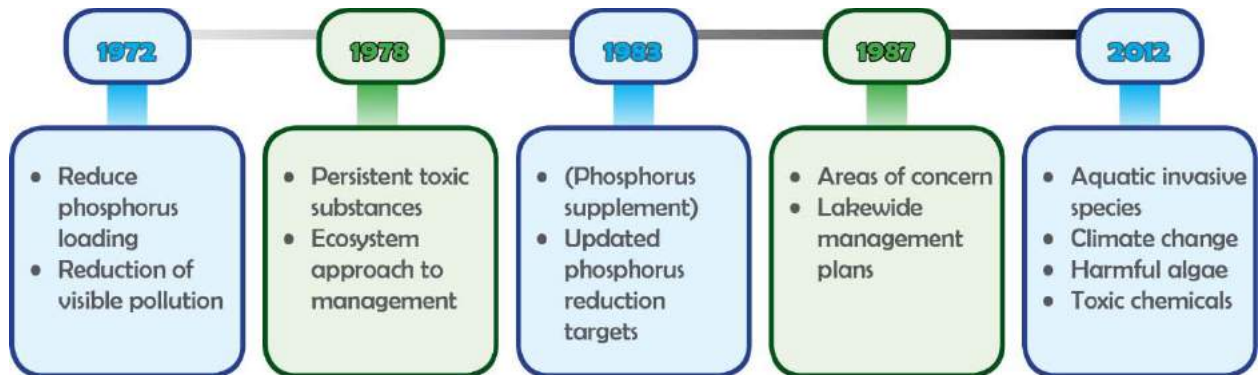 1972
1978
1983
1987
2012
• Reduce
phosphorus
loading
• Reduction of
visible pollution
• Persistent toxic
substances
• Ecosystem
approach to
management
• (Phosphorus
supplement)
• Updated
phosphorus
reduction
targets
• Areas of concern
• Lakewide
management
plans
• Aquatic invasive
species
• Climate change
• Harmful algae
• Toxic chemicals